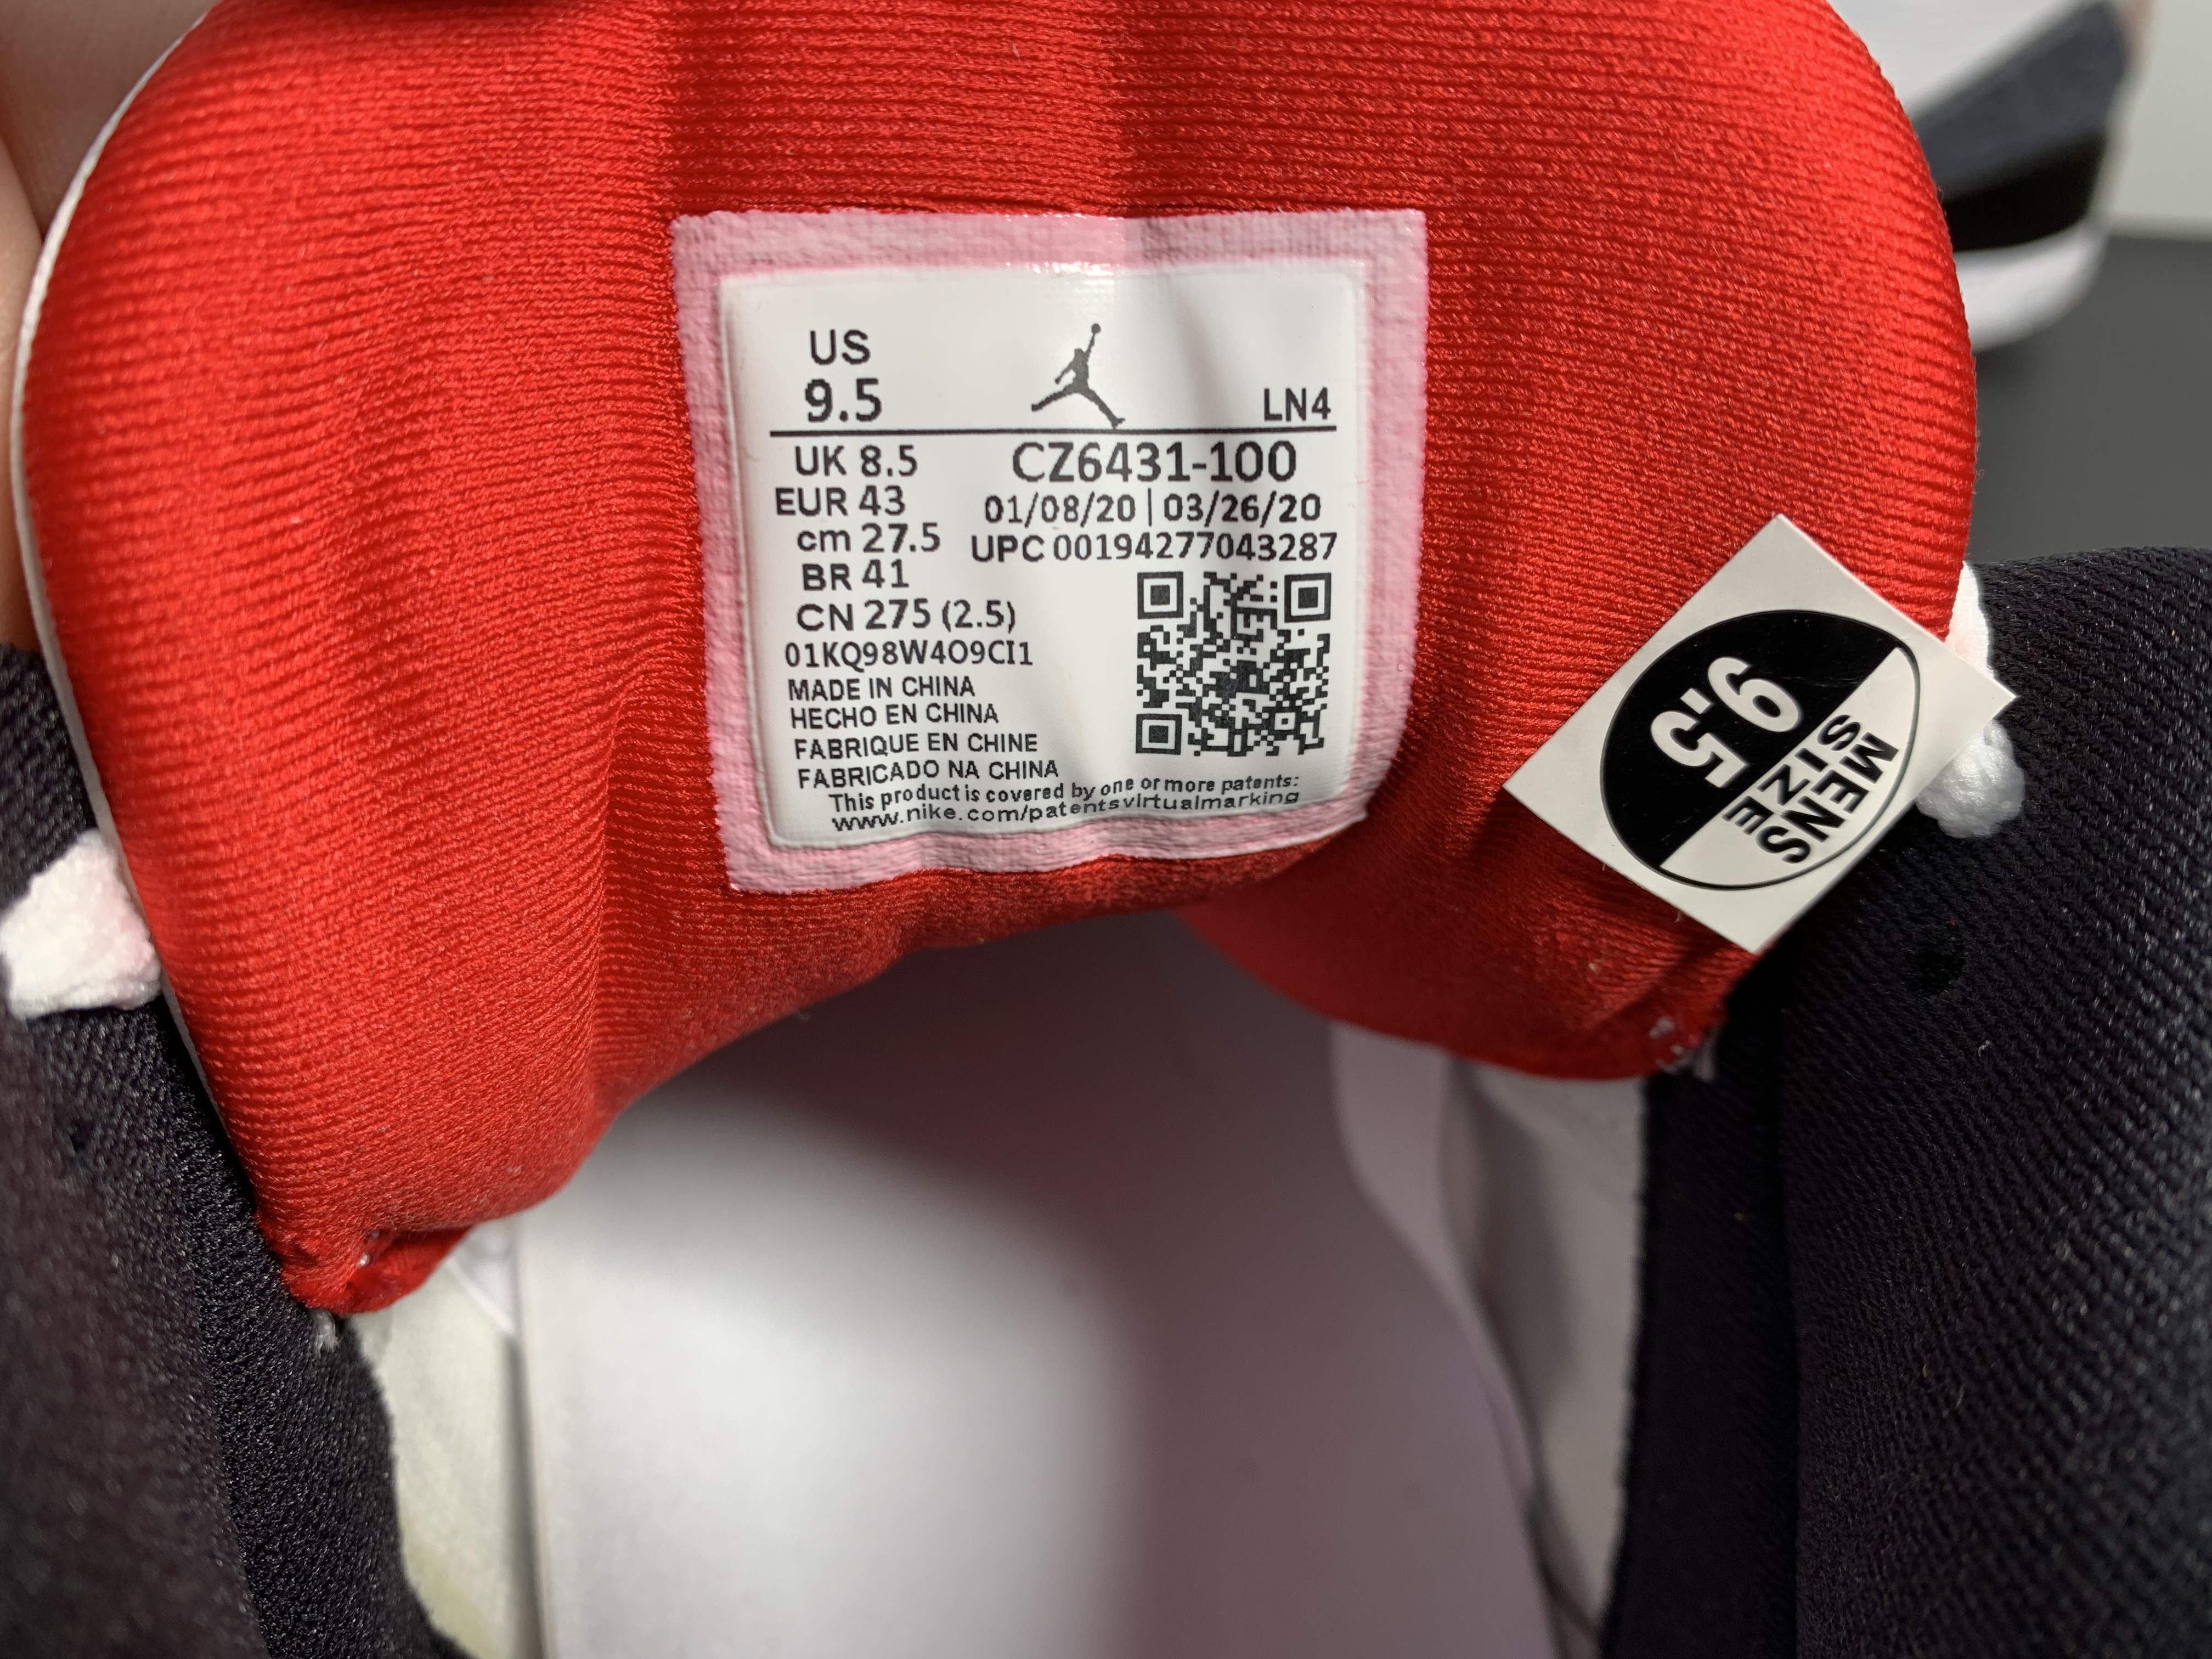 US
9.5
LN4
UK 8.5
CZ6431-100
EUR 43
01/08/20 | 03/26/20
cm 27.5
UPC 00194277043287
BR 41
CN 275 (2.5)
01KQ98W4O9CI1
MADE IN CHINA
HECHO EN CHINA
FABRIQUE EN CHINE
FABRICADO NA CHINA
This product is covered by one or more patents:
www.nike.com/patentsvirtualmarking
9.5
MENS
SIZE